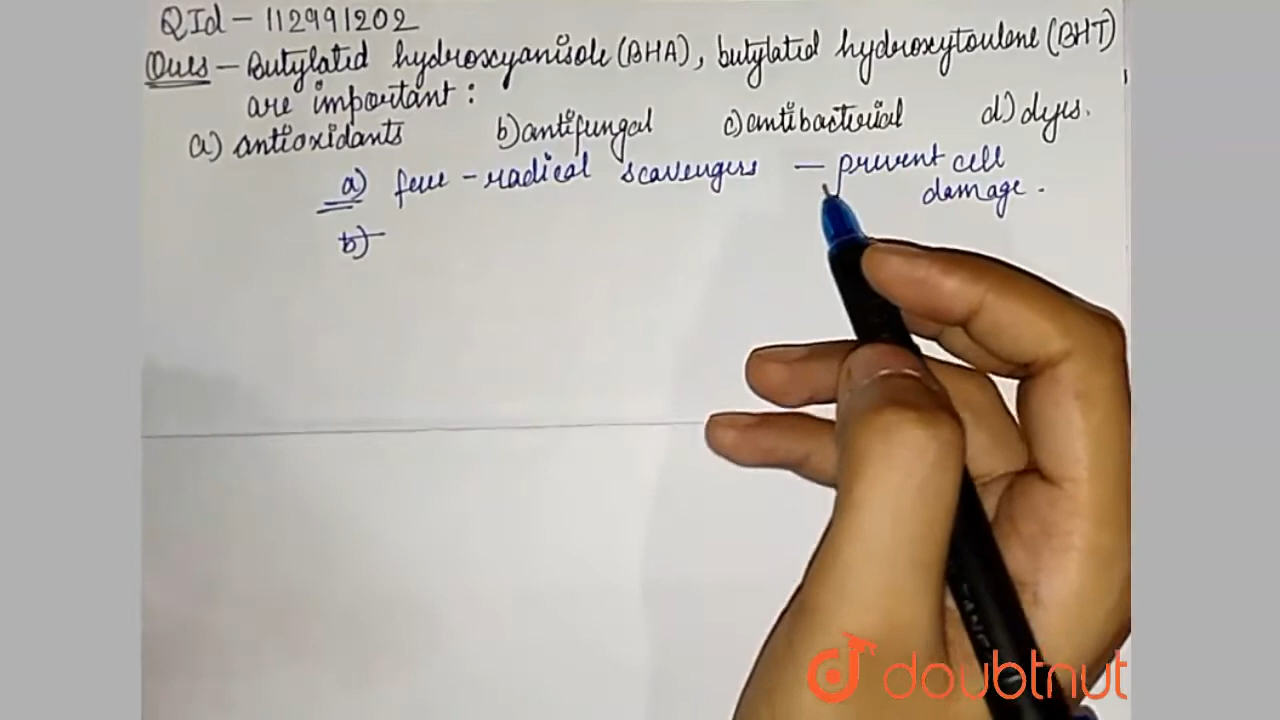 QId - 112991202
Ques - Butylated hydroxyanisole (BHA), butylated hydroxytoulene (BHT)
are important :
a) antioxidants b) antifungal c) antibacterial d) dyes.
a) free - radical scavengers — prevent cell
damage.
b)
doubtnut